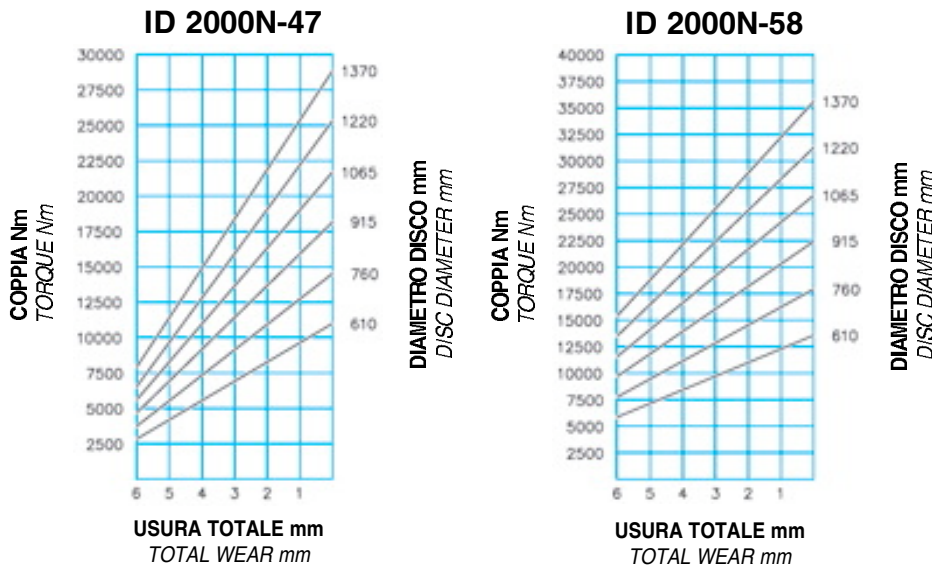 ID 2000N-47
30000
27500
25000
22500
20000
17500
15000
12500
10000
7500
5000
2500
6 5 4 3 2 1
1370
1220
1065
915
760
610
COPPIA Nm
TORQUE Nm
DIAMETRO DISCO mm
DISC DIAMETER mm
USURA TOTALE mm
TOTAL WEAR mm
ID 2000N-58
40000
37500
35000
32500
30000
27500
25000
22500
20000
17500
15000
12500
10000
7500
5000
2500
6 5 4 3 2 1
1370
1220
1065
915
760
610
COPPIA Nm
TORQUE Nm
DIAMETRO DISCO mm
DISC DIAMETER mm
USURA TOTALE mm
TOTAL WEAR mm